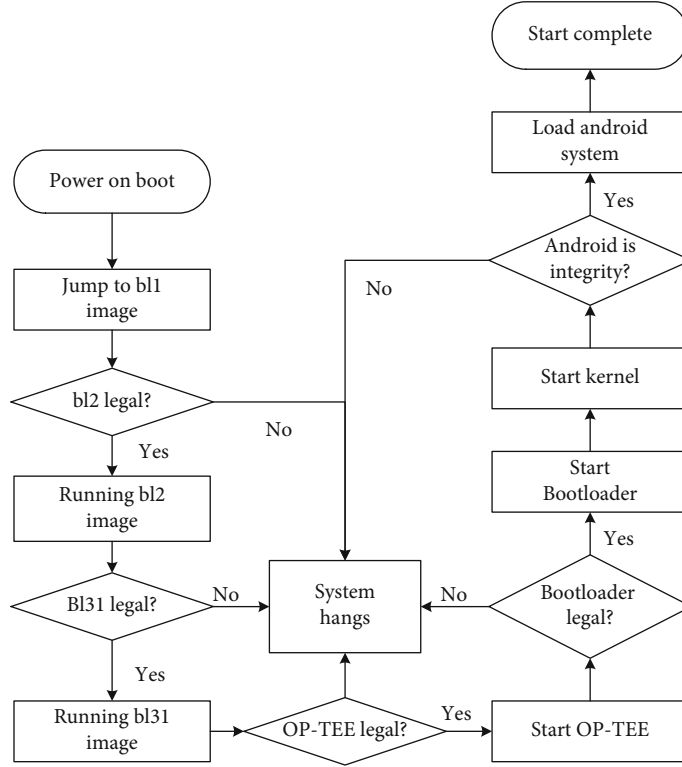 Power on boot
Jump to bl1
image
bl2 legal?
No
Yes
Running bl2
image
Bl31 legal?
No
Yes
Running bl31
image
OP-TEE legal?
Yes
Start OP-TEE
System
hangs
No
Bootloader
legal?
Yes
Start
Bootloader
Start kernel
Android is
integrity?
No
Yes
Load android
system
Start complete